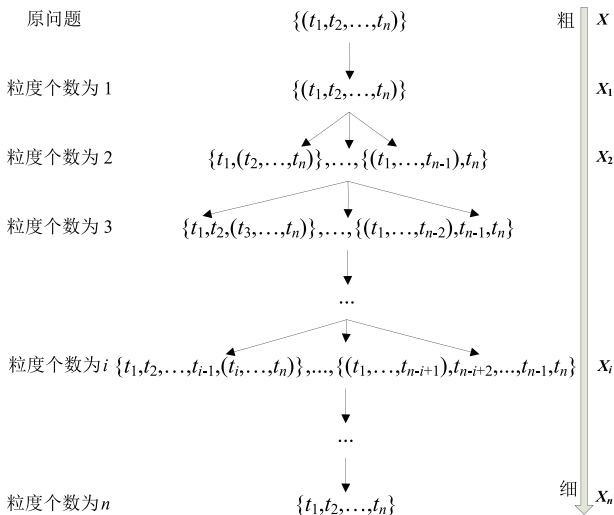 原问题 {(t₁,t₂,…,tₙ)} 粗 X
粒度个数为 1 {(t₁,t₂,…,tₙ)} X₁
粒度个数为 2 {t₁,(t₂,…,tₙ)},…,{(t₁,…,tₙ₋₁),tₙ} X₂
粒度个数为 3 {t₁,t₂,(t₃,…,tₙ)},…,{(t₁,…,tₙ₋₂),tₙ₋₁,tₙ}
...
粒度个数为 i {t₁,t₂,…,tᵢ₋₁,(tᵢ,…,tₙ)},...,{(t₁,…,tₙ₋ᵢ₊₁),tₙ₋ᵢ₊₂,...,tₙ₋₁,tₙ} Xᵢ
...
粒度个数为 n {t₁,t₂,…,tₙ} 细 Xₙ